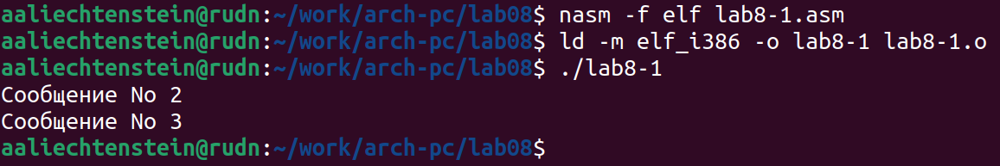 aaliechtenstein@rudn:~/work/arch-pc/lab08$ nasm -f elf lab8-1.asm
aaliechtenstein@rudn:~/work/arch-pc/lab08$ ld -m elf_i386 -o lab8-1 lab8-1.o
aaliechtenstein@rudn:~/work/arch-pc/lab08$ ./lab8-1
Сообщение No 2
Сообщение No 3
aaliechtenstein@rudn:~/work/arch-pc/lab08$